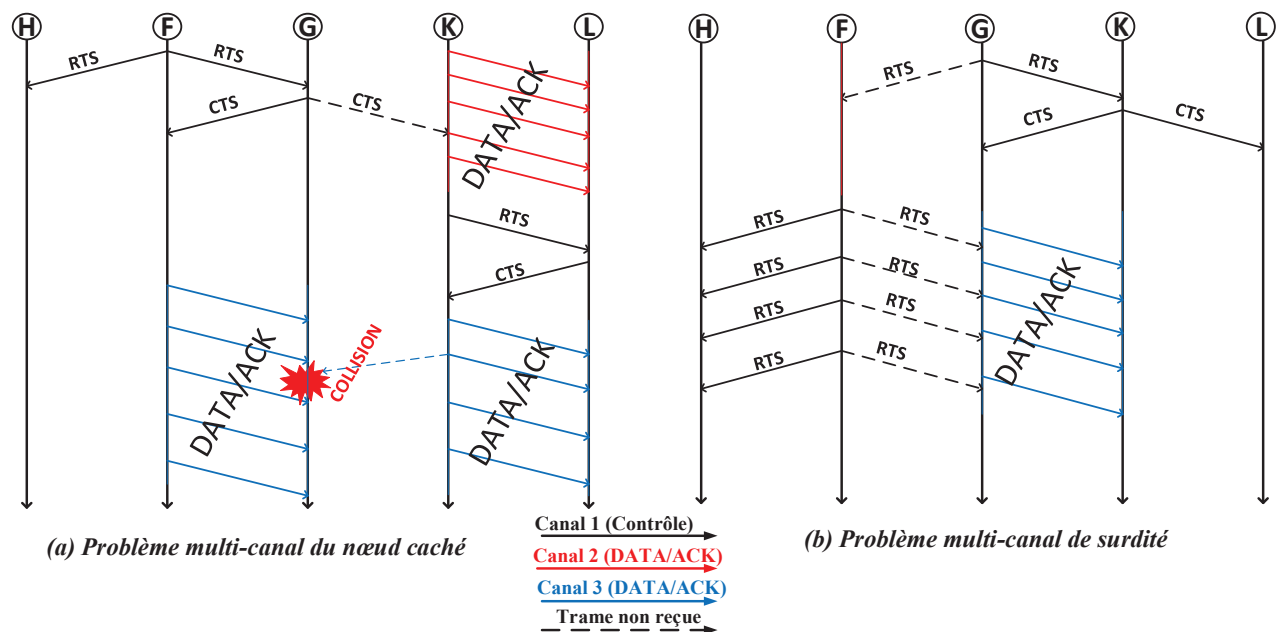 H F G K L
RTS RTS
CTS CTS
DATA/ACK
RTS
CTS
COLLISION
DATA/ACK
DATA/ACK
(a) Problème multi-canal du nœud caché
H F G K L
RTS RTS
CTS CTS
RTS RTS
RTS RTS
RTS RTS
RTS RTS
DATA/ACK
(b) Problème multi-canal de surdité
Canal 1 (Contrôle)
Canal 2 (DATA/ACK)
Canal 3 (DATA/ACK)
Trame non reçue